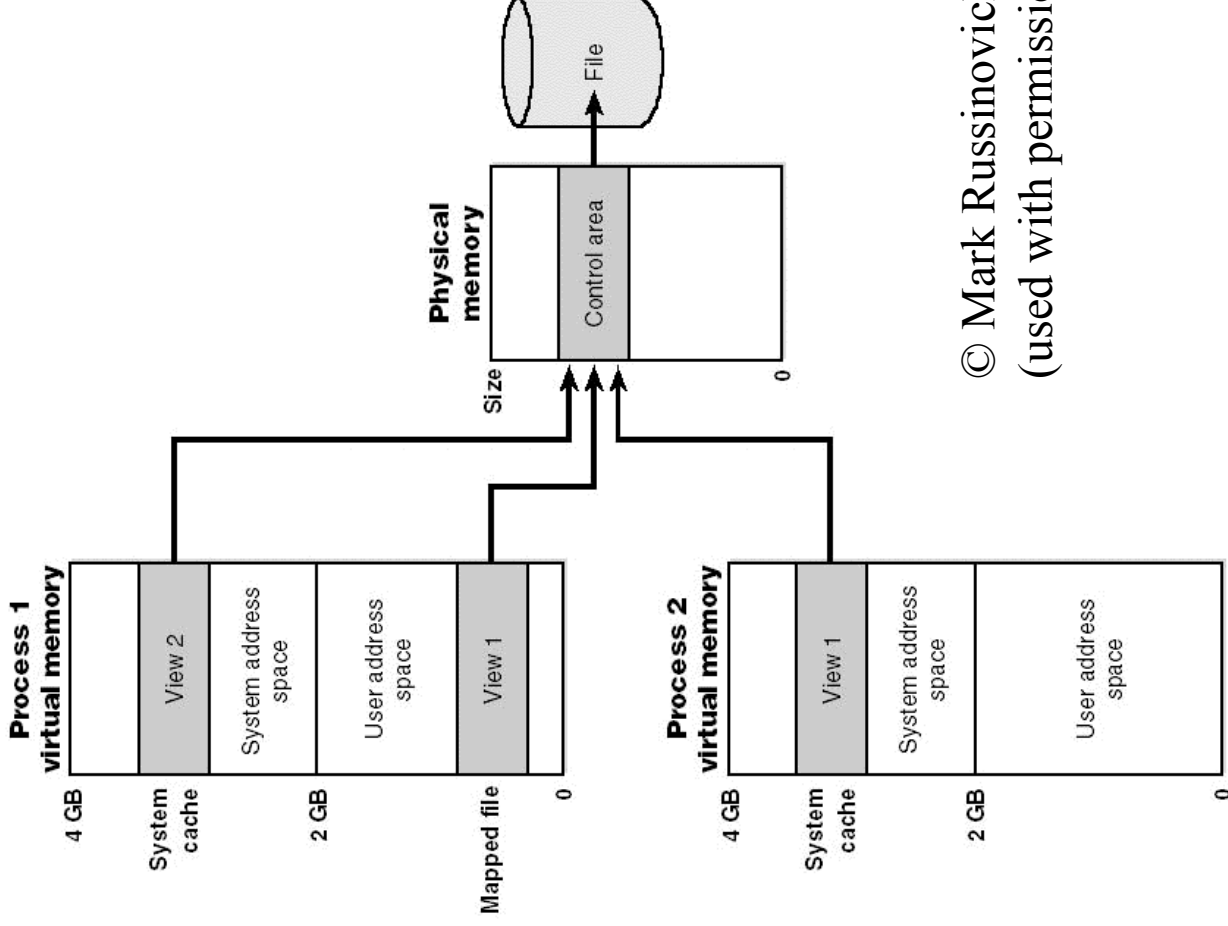 Process 1
virtual memory
4 GB
View 2
System
cache
System address
space
2 GB
User address
space
Mapped file
View 1
0
Process 2
virtual memory
4 GB
System
cache
View 1
System address
space
2 GB
User address
space
0
Physical
memory
Size
Control area
0
File
© Mark Russinovic
(used with permissi